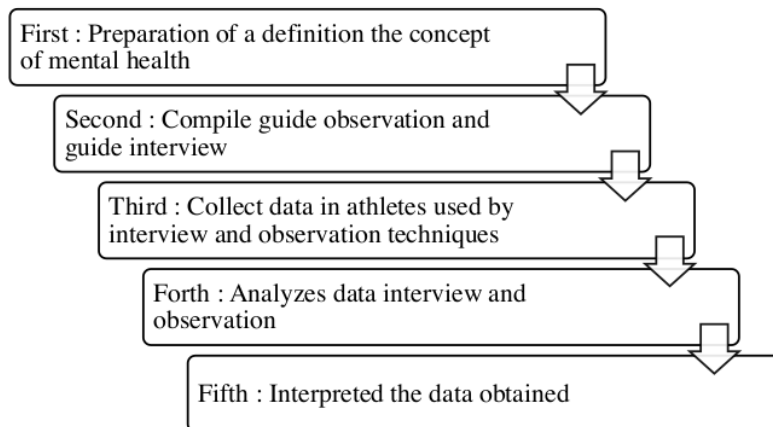 First : Preparation of a definition the concept
of mental health
Second : Compile guide observation and
guide interview
Third : Collect data in athletes used by
interview and observation techniques
Forth : Analyzes data interview and
observation
Fifth : Interpreted the data obtained